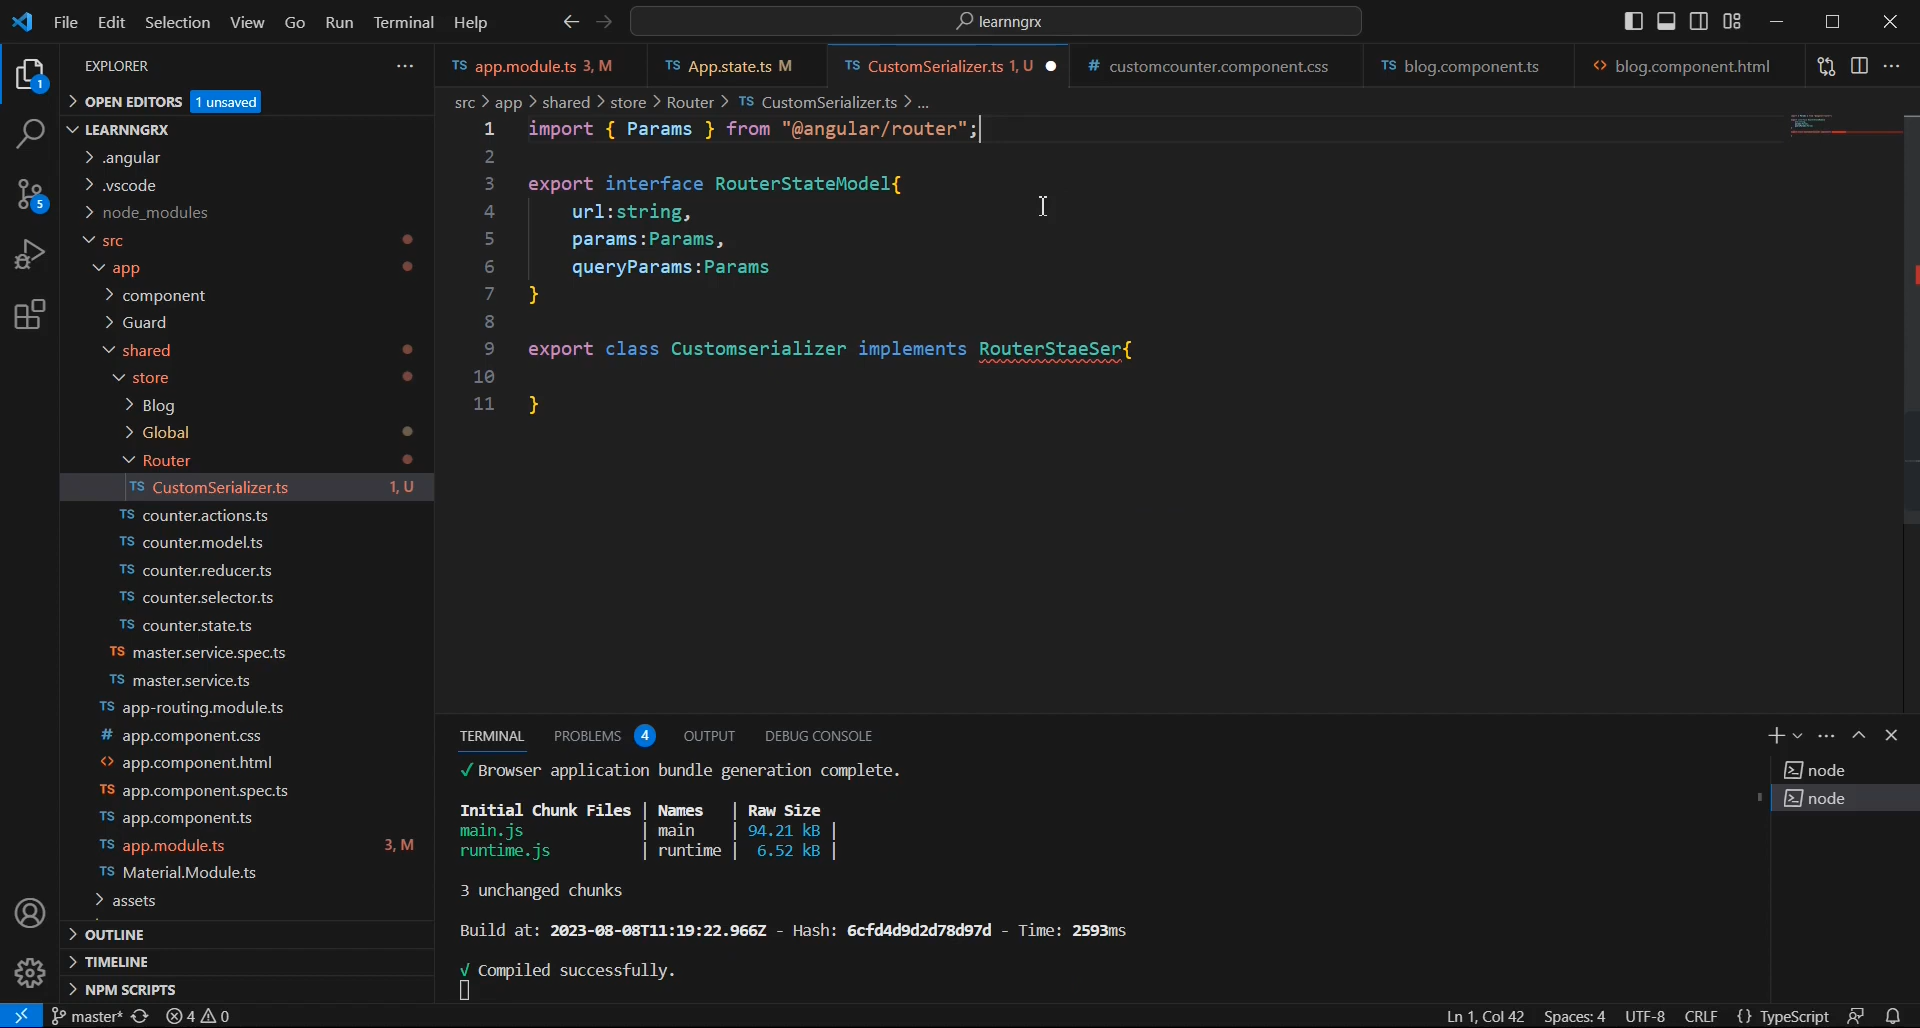 File Edit Selection View Go Run Terminal Help
learnngrx
EXPLORER
OPEN EDITORS 1 unsaved
LEARNNGRX
.angular
.vscode
node_modules
src
app
component
Guard
shared
store
Blog
Global
Router
TS CustomSerializer.ts 1, U
TS counter.actions.ts
TS counter.model.ts
TS counter.reducer.ts
TS counter.selector.ts
TS counter.state.ts
TS master.service.spec.ts
TS master.service.ts
TS app-routing.module.ts
# app.component.css
<> app.component.html
TS app.component.spec.ts
TS app.component.ts
TS app.module.ts 3, M
TS Material.Module.ts
assets
OUTLINE
TIMELINE
NPM SCRIPTS
1
5
TS app.module.ts 3, M TS App.state.ts M TS CustomSerializer.ts 1, U # customcounter.component.css TS blog.component.ts <> blog.component.html
src > app > shared > store > Router > TS CustomSerializer.ts > ...
1 import { Params } from "@angular/router";
2
3 export interface RouterStateModel{
4 url:string,
5 params:Params,
6 queryParams:Params
7 }
8
9 export class Customserializer implements RouterStaeSer{
10
11 }
TERMINAL PROBLEMS 4 OUTPUT DEBUG CONSOLE
√ Browser application bundle generation complete.
Initial Chunk Files | Names | Raw Size
main.js | main | 94.21 kB |
runtime.js | runtime | 6.52 kB |
3 unchanged chunks
Build at: 2023-08-08T11:19:22.966Z - Hash: 6cfd4d9d2d78d97d - Time: 2593ms
√ Compiled successfully.
node
node
master* 4 0 Ln 1, Col 42 Spaces: 4 UTF-8 CRLF {} TypeScript